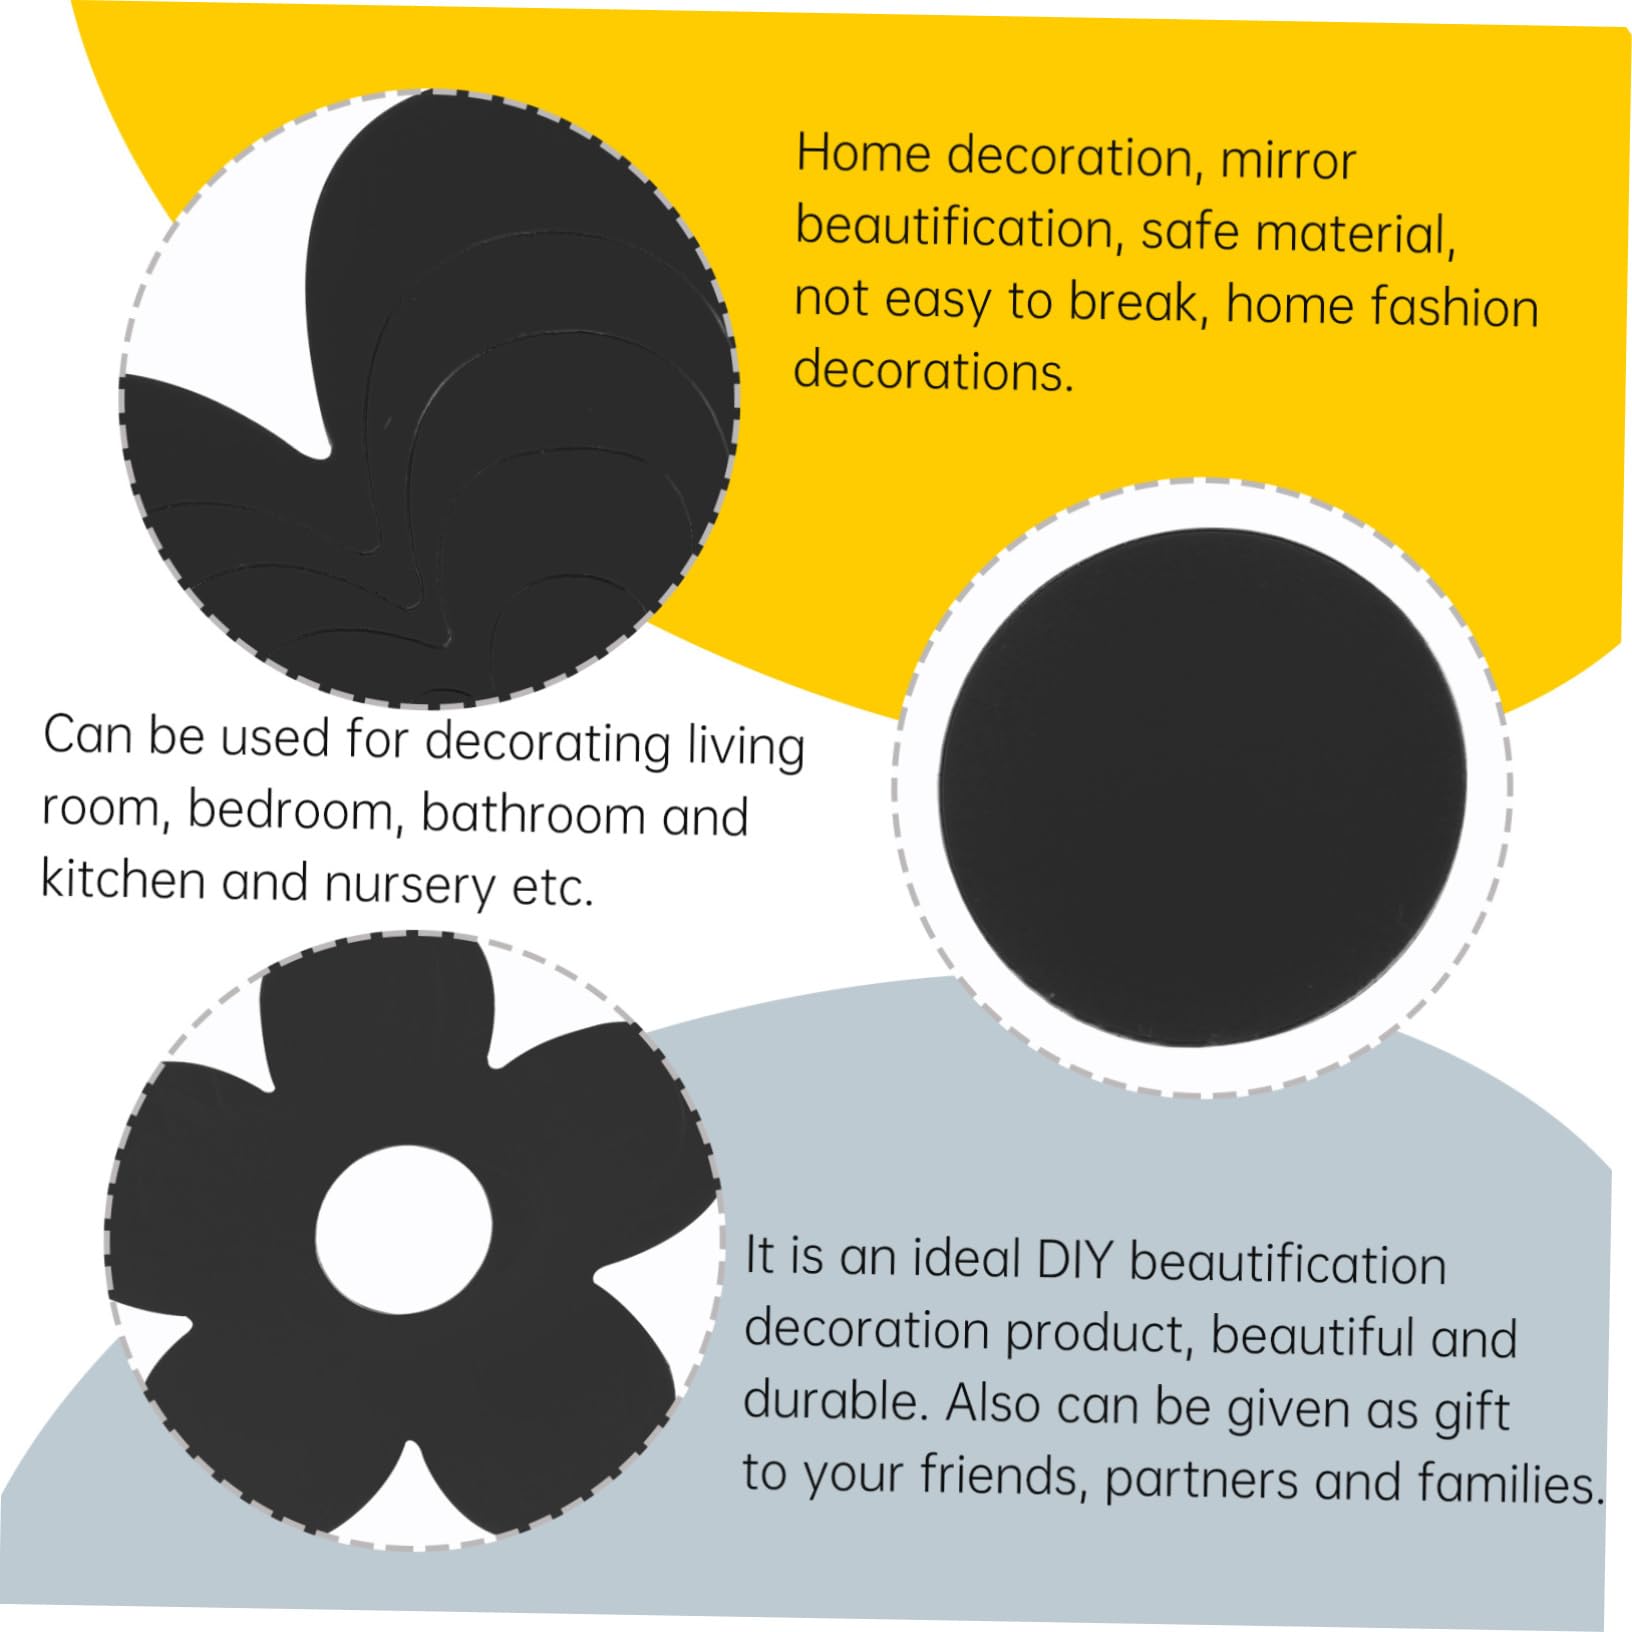 Home decoration, mirror
beautification, safe material,
not easy to break, home fashion
decorations.
Can be used for decorating living
room, bedroom, bathroom and
kitchen and nursery etc.
It is an ideal DIY beautification
decoration product, beautiful and
durable. Also can be given as gift
to your friends, partners and families.